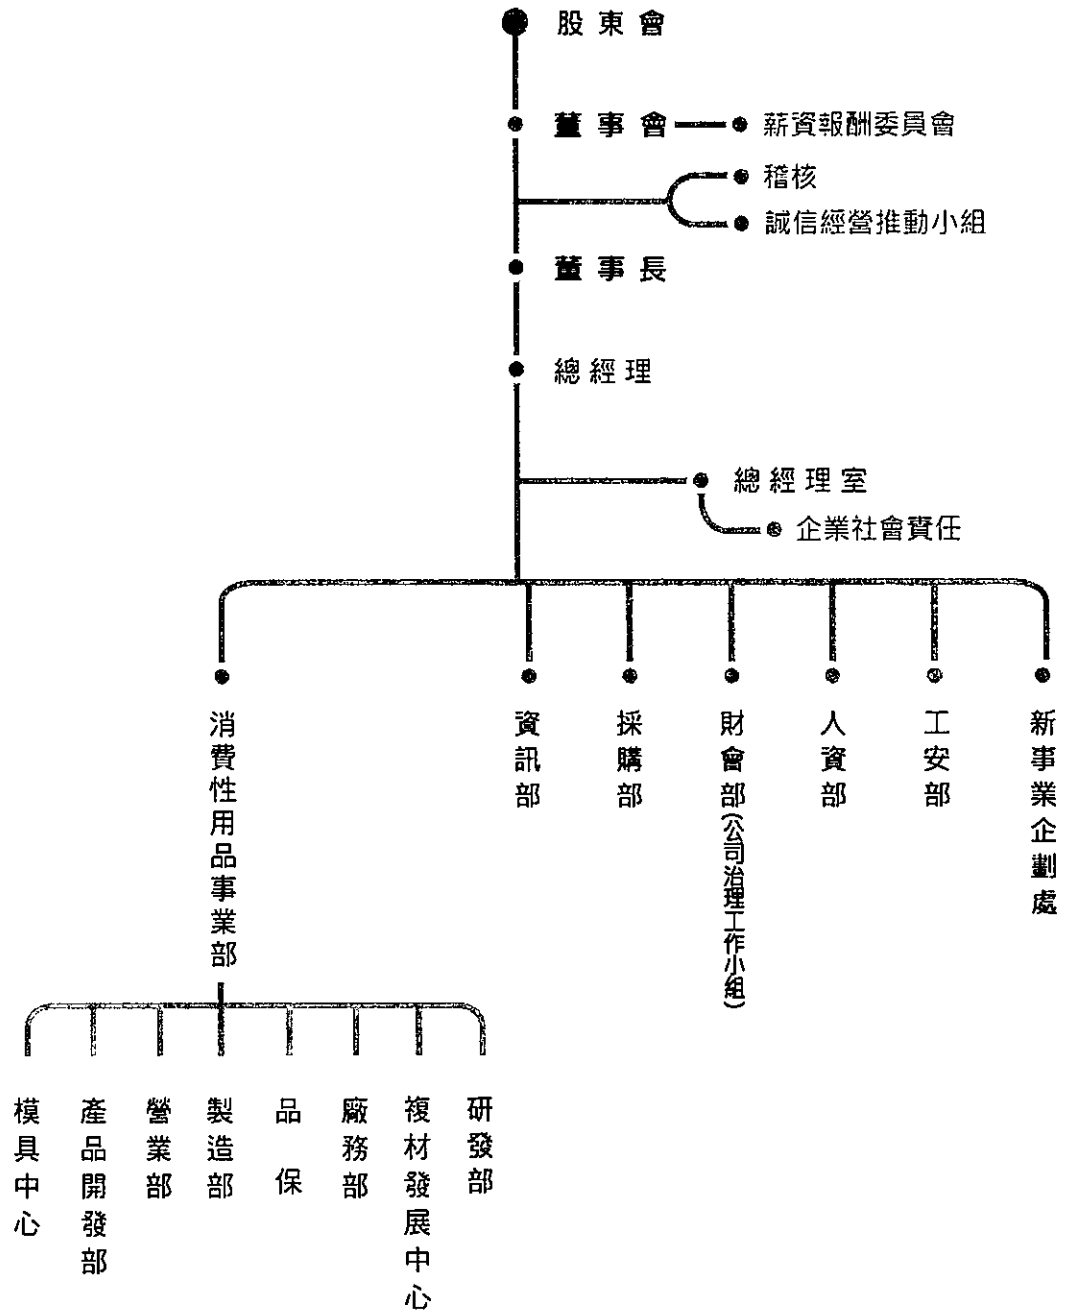 股東會
董事會
薪資報酬委員會
稽核
誠信經營推動小組
董事長
總經理
總經理室
企業社會責任
消費性用品事業部
資訊部
採購部
財會部(公司治理工作小組)
人資部
工安部
新事業企劃處
模具中心
產品開發部
營業部
製造部
品保
廠務部
複材發展中心
研發部